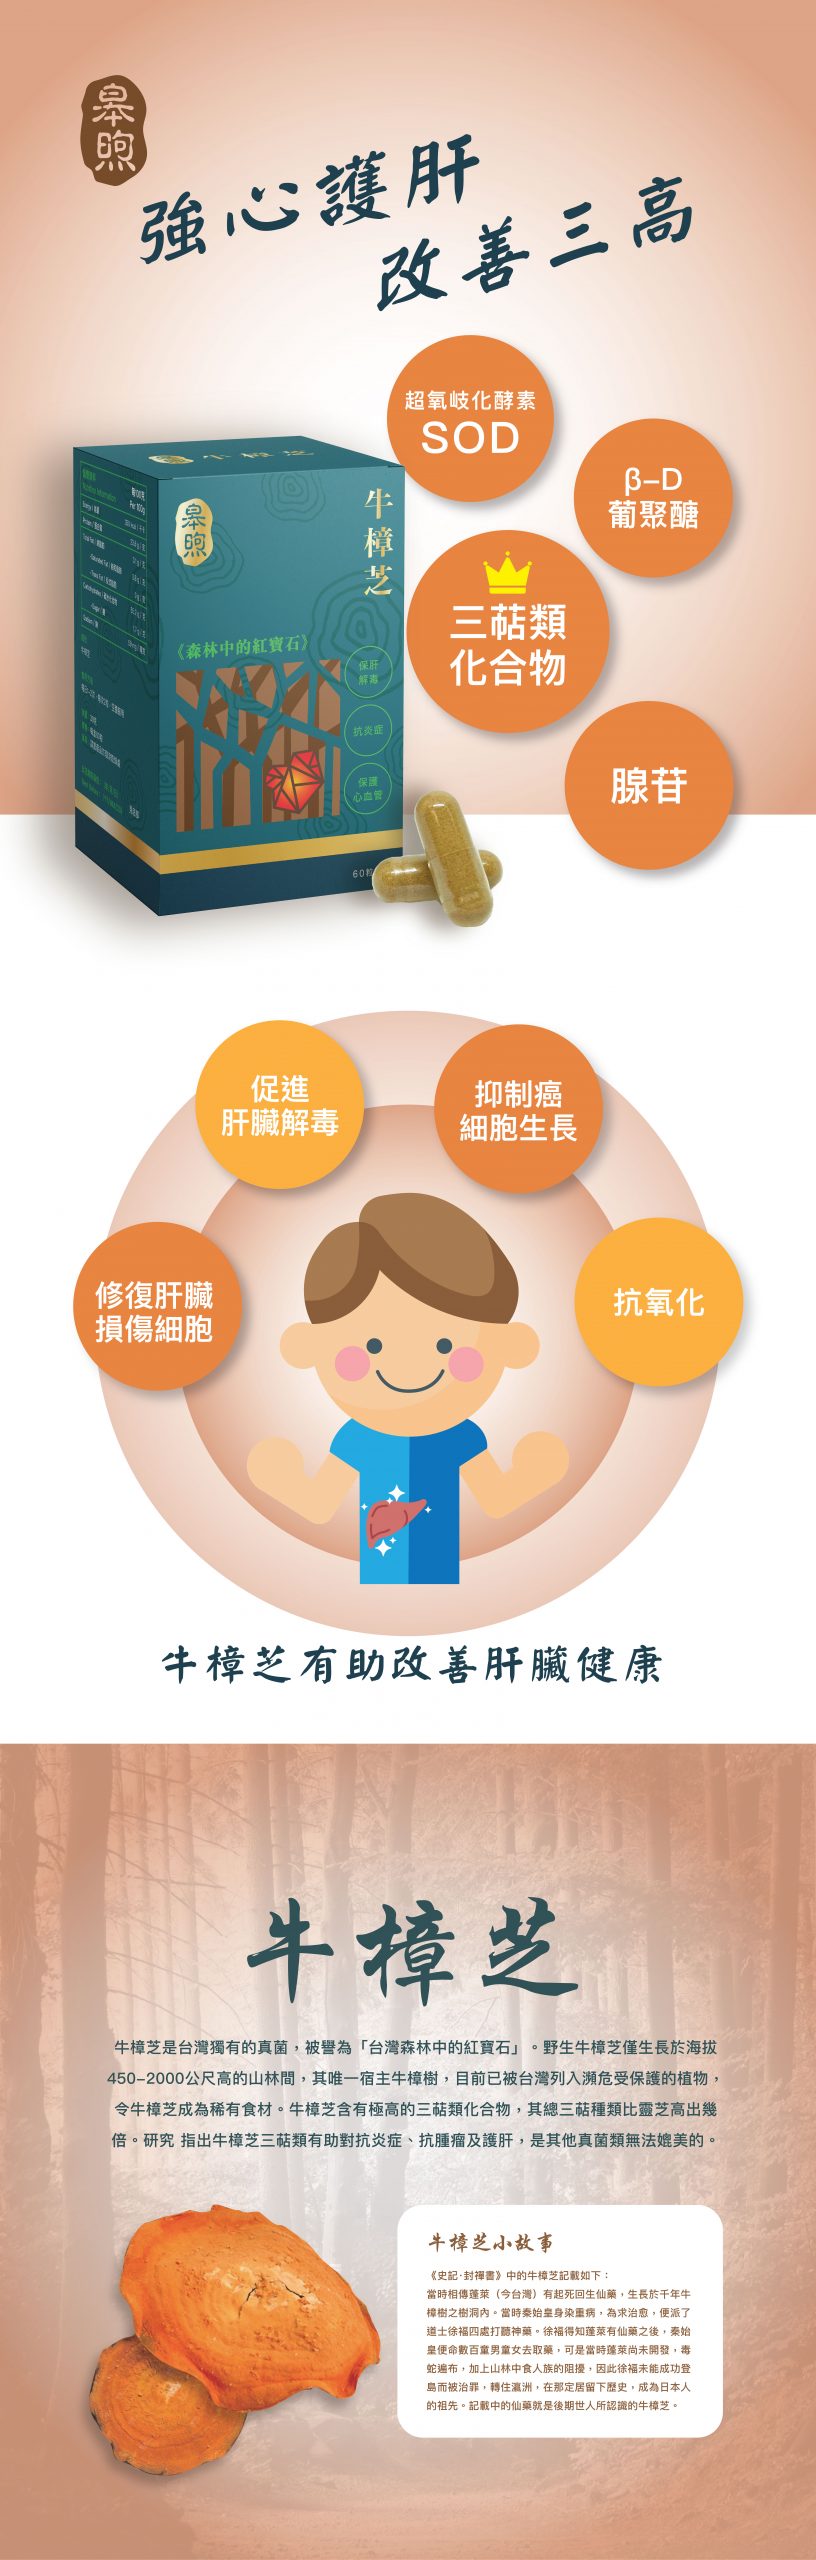 皋
煦
強心護肝
改善三高
超氧岐化酵素
SOD
β-D
葡聚醣
三萜類
化合物
腺苷
牛樟芝
皋
煦
牛樟芝
《森林中的紅寶石》
保肝
解毒
抗炎症
保護
心血管
60粒
每100克
Per 100g
促進
肝臟解毒
抑制癌
細胞生長
修復肝臟
損傷細胞
抗氧化
牛樟芝有助改善肝臟健康
牛樟芝
牛樟芝是台灣獨有的真菌，被譽為「台灣森林中的紅寶石」。野生牛樟芝僅生長於海拔
450-2000公尺高的山林間，其唯一宿主牛樟樹，目前已被台灣列入瀕危受保護的植物，
令牛樟芝成為稀有食材。牛樟芝含有極高的三萜類化合物，其總三萜種類比靈芝高出幾
倍。研究 指出牛樟芝三萜類有助對抗炎症、抗腫瘤及護肝，是其他真菌類無法媲美的。
牛樟芝小故事
《史記·封禪書》中的牛樟芝記載如下：
當時相傳蓬萊（今台灣）有起死回生仙藥，生長於千年牛
樟樹之樹洞內。當時秦始皇身染重病，為求治愈，便派了
道士徐福四處打聽神藥。徐福得知蓬萊有仙藥之後，秦始
皇便命數百童男童女去取藥，可是當時蓬萊尚未開發，毒
蛇遍布，加上山林中食人族的阻擾，因此徐福未能成功登
島而被治罪，轉住瀛洲，在那定居留下歷史，成為日本人
的祖先。記載中的仙藥就是後期世人所認識的牛樟芝。